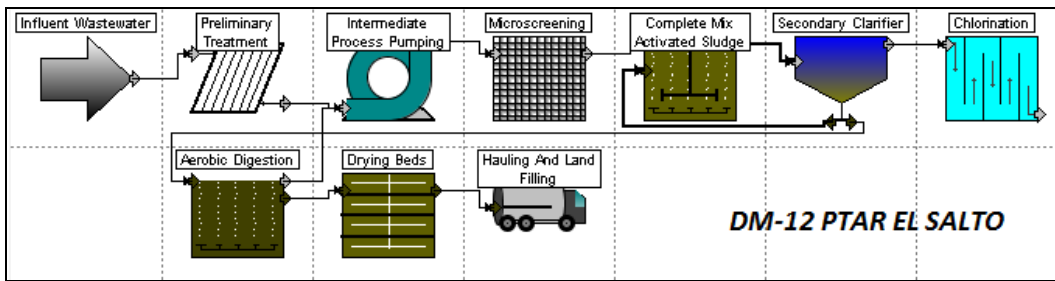 Influent Wastewater
Preliminary
Treatment
Intermediate
Process Pumping
Microscreening
Complete Mix
Activated Sludge
Secondary Clarifier
Chlorination
Aerobic Digestion
Drying Beds
Hauling And Land
Filling
DM-12 PTAR EL SALTO